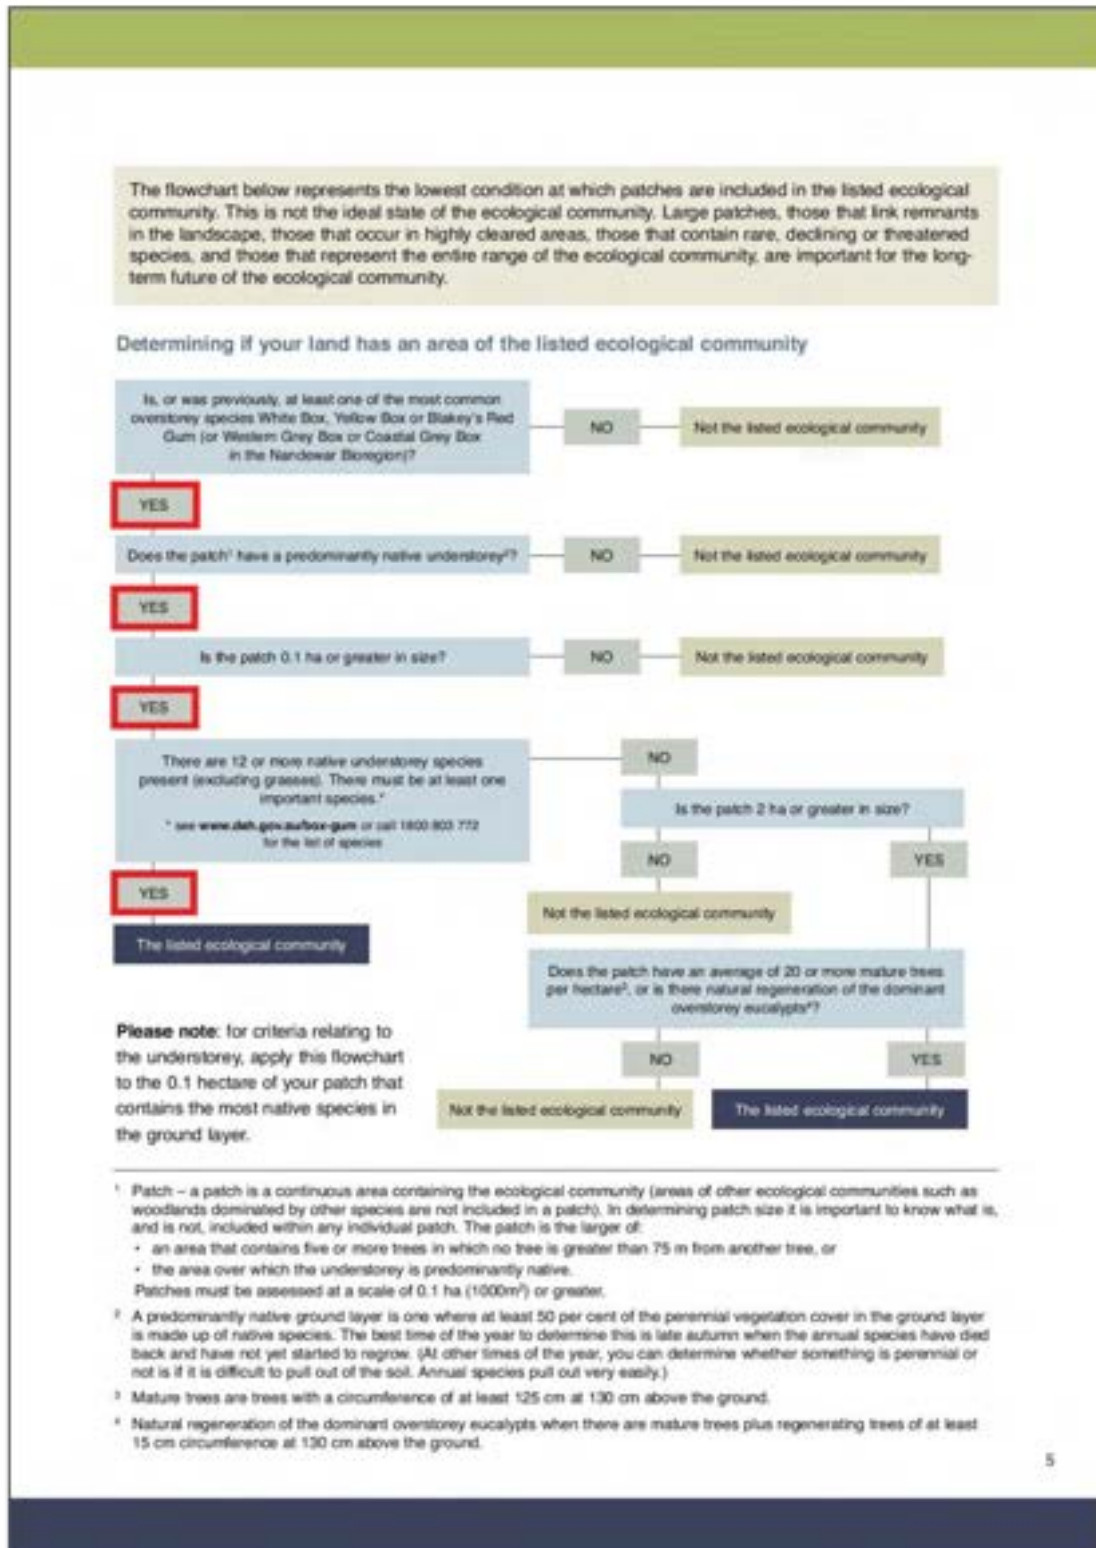 The flowchart below represents the lowest condition at which patches are included in the listed ecological
community. This is not the ideal state of the ecological community. Large patches, those that link remnants
in the landscape, those that occur in highly cleared areas, those that contain rare, declining or threatened
species, and those that represent the entire range of the ecological community, are important for the long-
term future of the ecological community.
Determining if your land has an area of the listed ecological community
Is, or was previously, at least one of the most common
overstorey species White Box, Yellow Box or Blakey's Red
Gum (or Western Grey Box or Coastal Grey Box
in the Nandewar Bioregion)?
NO
Not the listed ecological community
YES
Does the patch¹ have a predominantly native understorey²?
NO
Not the listed ecological community
YES
Is the patch 0.1 ha or greater in size?
NO
Not the listed ecological community
YES
There are 12 or more native understorey species
present (excluding grasses). There must be at least one
important species.*
* see www.deh.gov.au/box-gum or call 1800 803 772
for the list of species
NO
Is the patch 2 ha or greater in size?
NO
YES
YES
Not the listed ecological community
The listed ecological community
Does the patch have an average of 20 or more mature trees
per hectare³, or is there natural regeneration of the dominant
overstorey eucalypts⁴?
NO
YES
Not the listed ecological community
The listed ecological community
Please note: for criteria relating to
the understorey, apply this flowchart
to the 0.1 hectare of your patch that
contains the most native species in
the ground layer.
¹ Patch – a patch is a continuous area containing the ecological community (areas of other ecological communities such as
woodlands dominated by other species are not included in a patch). In determining patch size it is important to know what is,
and is not, included within any individual patch. The patch is the larger of:
• an area that contains five or more trees in which no tree is greater than 75 m from another tree, or
• the area over which the understorey is predominantly native.
Patches must be assessed at a scale of 0.1 ha (1000m²) or greater.
² A predominantly native ground layer is one where at least 50 per cent of the perennial vegetation cover in the ground layer
is made up of native species. The best time of the year to determine this is late autumn when the annual species have died
back and have not yet started to regrow. (At other times of the year, you can determine whether something is perennial or
not is if it is difficult to pull out of the soil. Annual species pull out very easily.)
³ Mature trees are trees with a circumference of at least 125 cm at 130 cm above the ground.
⁴ Natural regeneration of the dominant overstorey eucalypts when there are mature trees plus regenerating trees of at least
15 cm circumference at 130 cm above the ground.
5